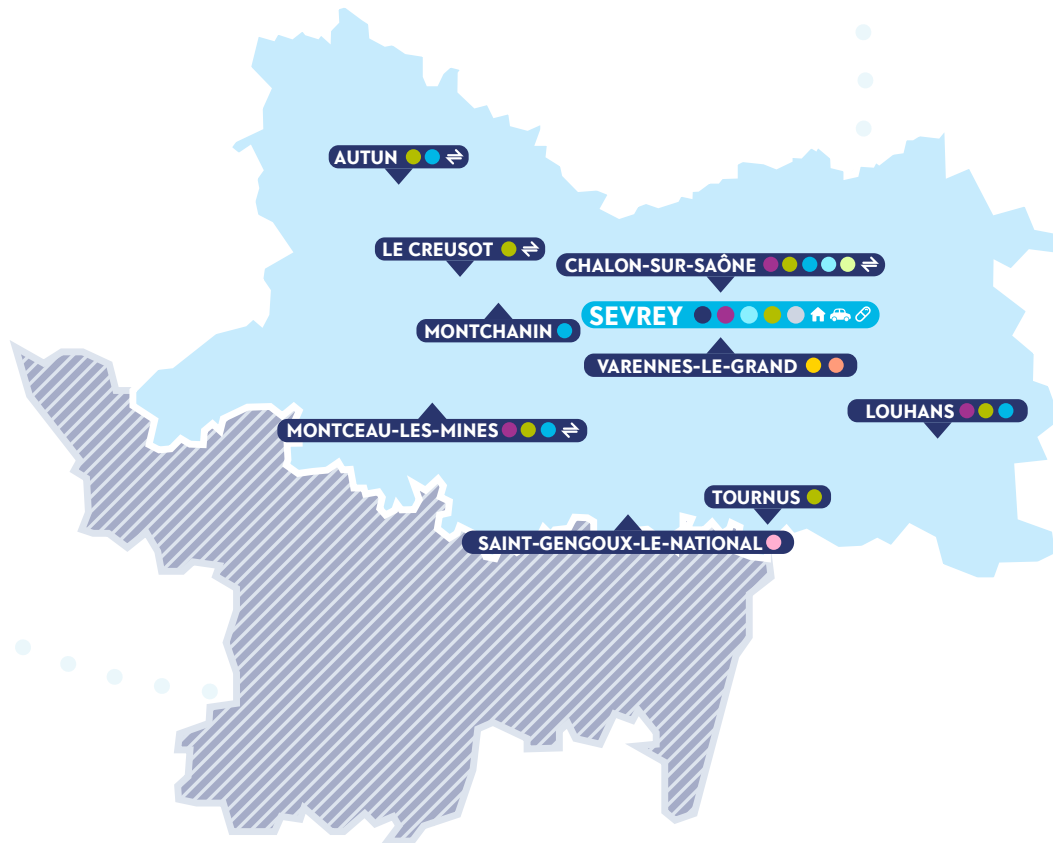 AUTUN
LE CREUSOT
CHALON-SUR-SAÔNE
SEVREY
MONTCHANIN
VARENNES-LE-GRAND
LOUHANS
MONTCEAU-LES-MINES
TOURNUS
SAINT-GENGOUX-LE-NATIONAL